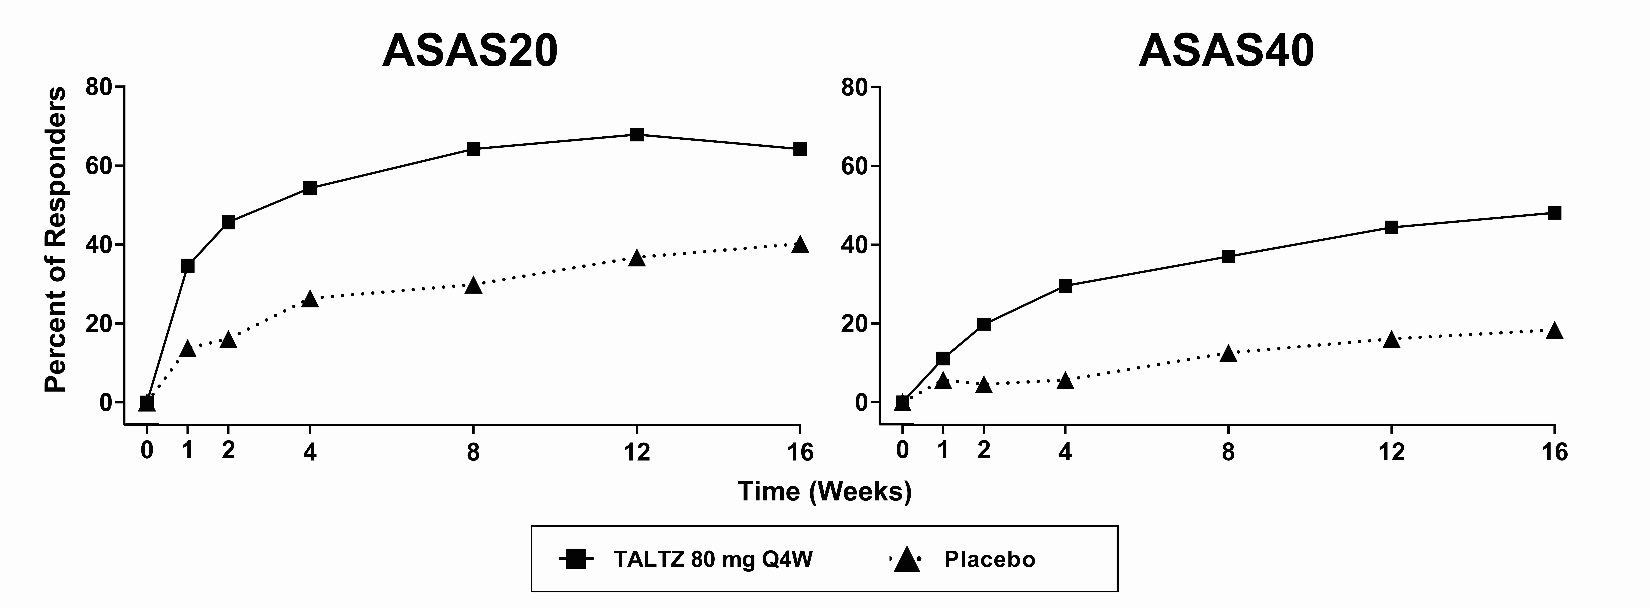 ASAS20
ASAS40
Percent of Responders
80
60
40
20
0
0 1 2 4 8 12 16
80
60
40
20
0
0 1 2 4 8 12 16
Time (Weeks)
TALTZ 80 mg Q4W
Placebo